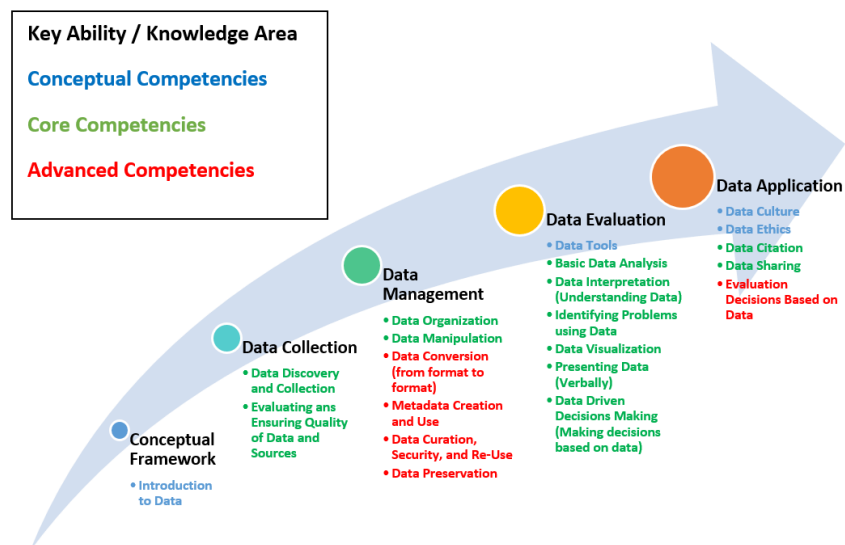 Key Ability / Knowledge Area
Conceptual Competencies
Core Competencies
Advanced Competencies
Conceptual
Framework
• Introduction
to Data
Data Collection
• Data Discovery
and Collection
• Evaluating ans
Ensuring Quality
of Data and
Sources
Data
Management
• Data Organization
• Data Manipulation
• Data Conversion
(from format to
format)
• Metadata Creation
and Use
• Data Curation,
Security, and Re-Use
• Data Preservation
Data Evaluation
• Data Tools
• Basic Data Analysis
• Data Interpretation
(Understanding Data)
• Identifying Problems
using Data
• Data Visualization
• Presenting Data
(Verbally)
• Data Driven
Decisions Making
(Making decisions
based on data)
Data Application
• Data Culture
• Data Ethics
• Data Citation
• Data Sharing
• Evaluation
Decisions Based on
Data